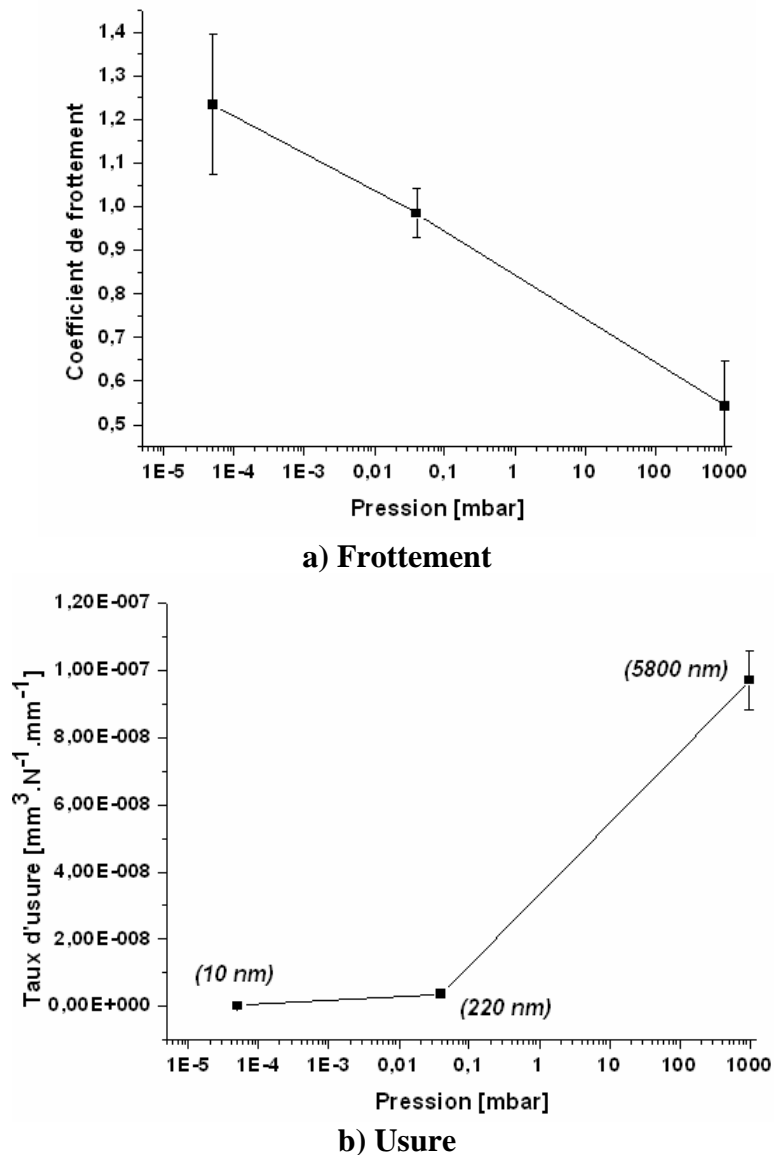 1,4
1,3
1,2
1,1
1,0
0,9
0,8
0,7
0,6
0,5
Coefficient de frottement
1E-5 1E-4 1E-3 0,01 0,1 1 10 100 1000
Pression [mbar]
a) Frottement
1,20E-007
1,00E-007
8,00E-008
6,00E-008
4,00E-008
2,00E-008
0,00E+000
Taux d'usure [mm³.N⁻¹.mm⁻¹]
(5800 nm)
(10 nm)
(220 nm)
1E-5 1E-4 1E-3 0,01 0,1 1 10 100 1000
Pression [mbar]
b) Usure